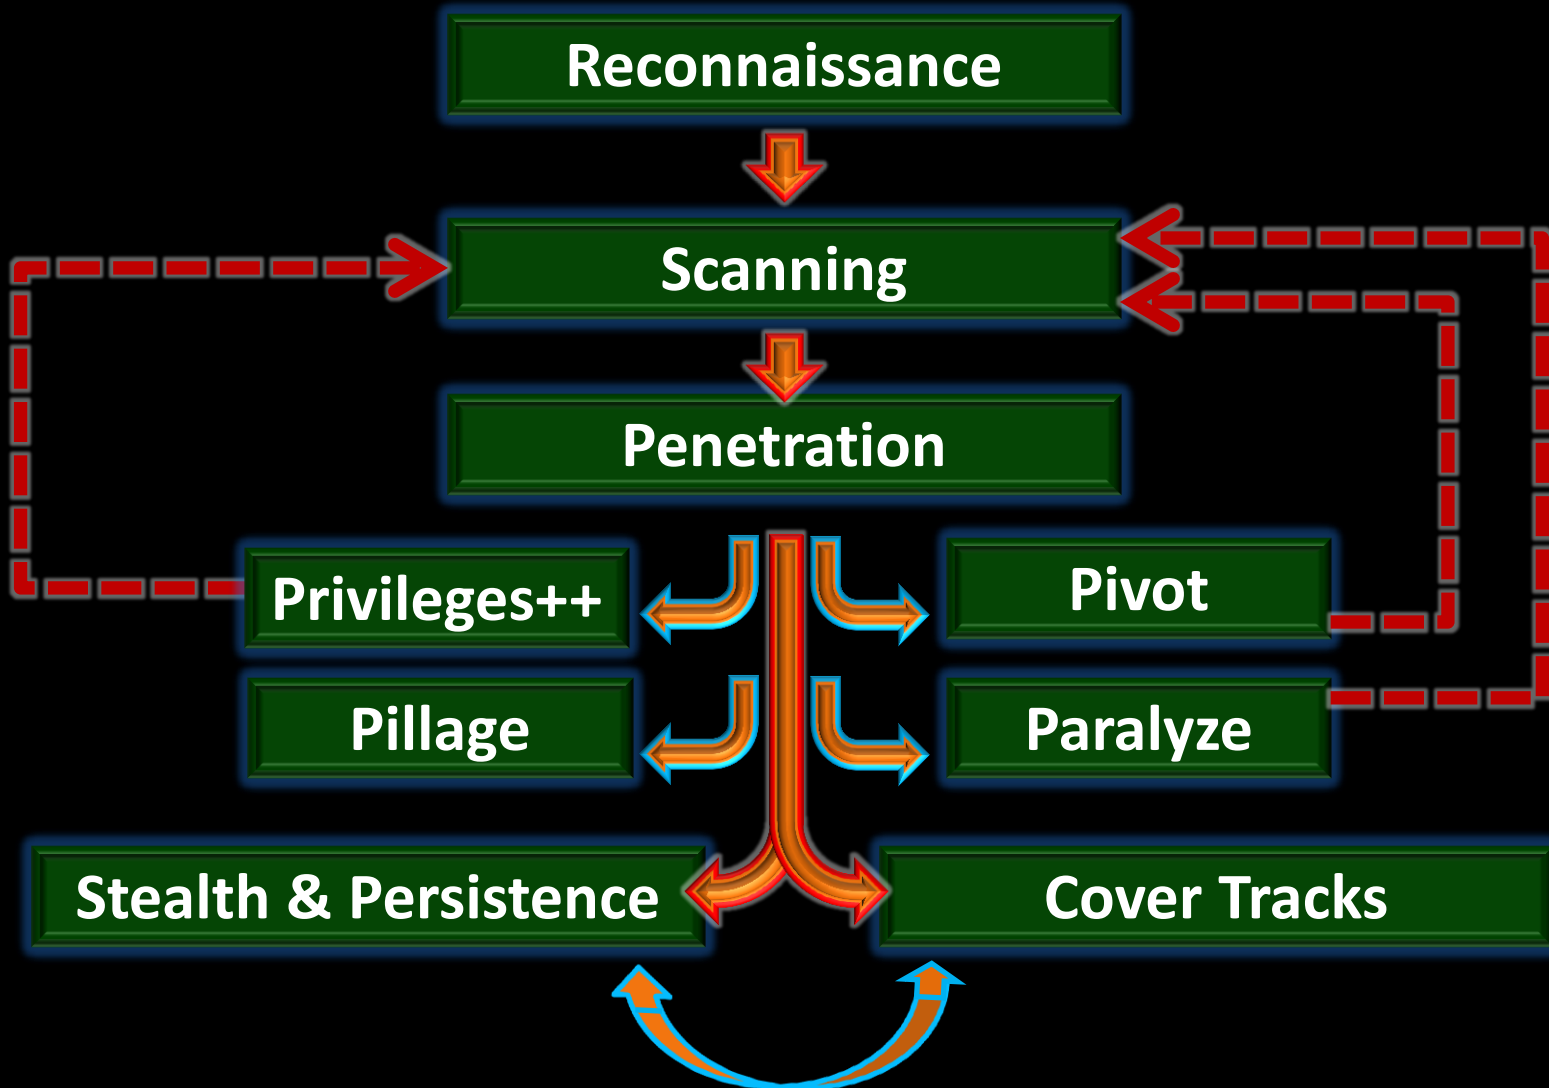 Reconnaissance
Scanning
Penetration
Privileges++
Pivot
Pillage
Paralyze
Stealth & Persistence
Cover Tracks